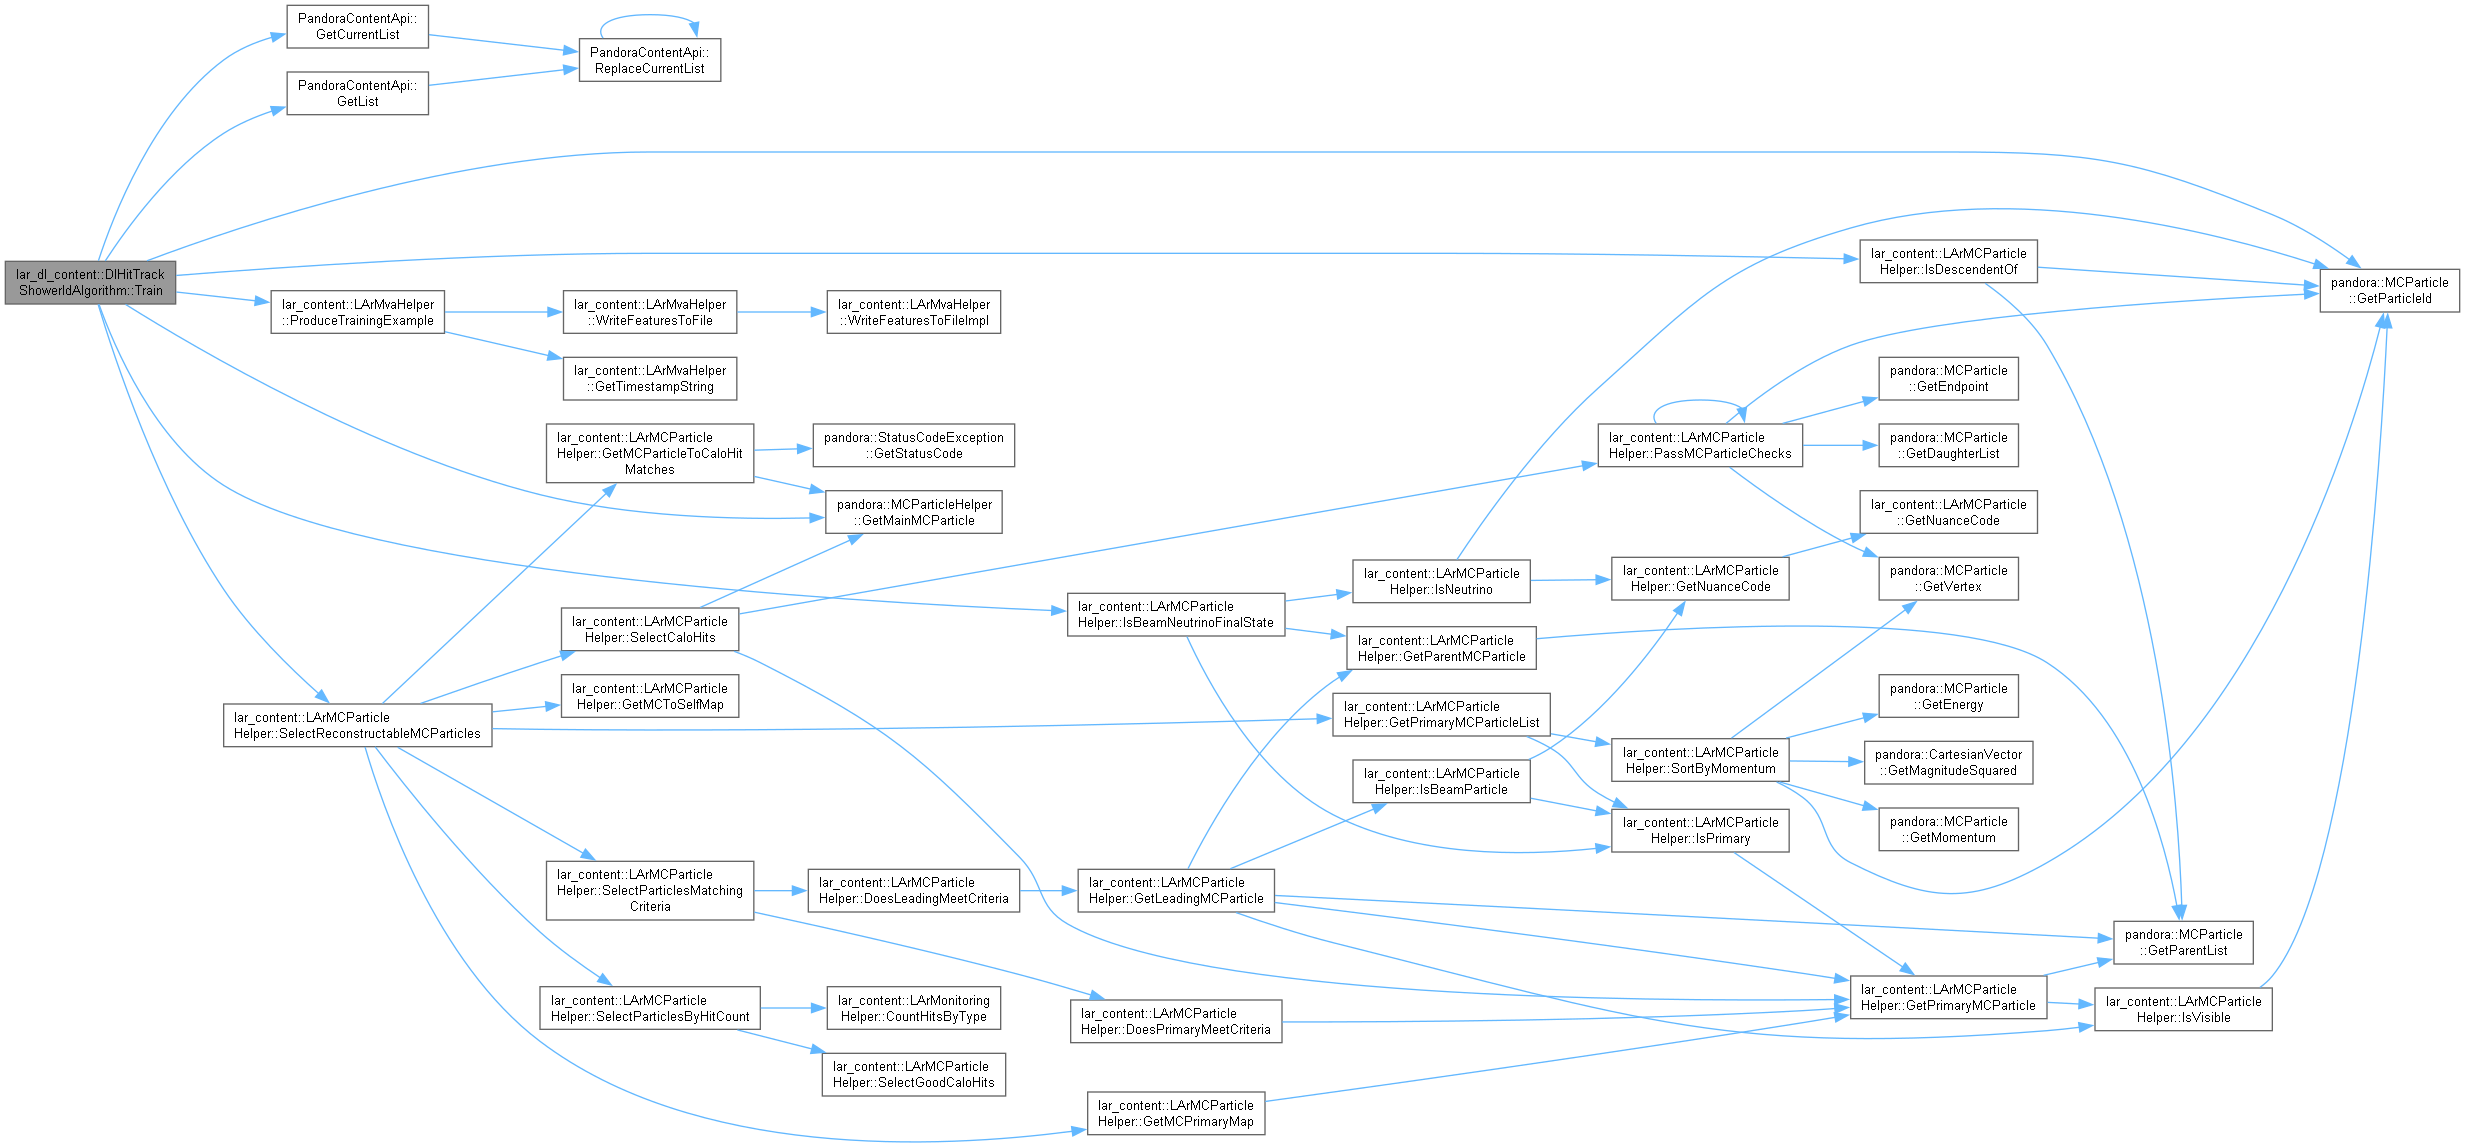 PandoraContentApi::
GetCurrentList
PandoraContentApi::
ReplaceCurrentList
PandoraContentApi::
GetList
lar_dl_content::DlHitTrack
ShowerIdAlgorithm::Train
lar_content::LArMCParticle
Helper::IsDescendentOf
pandora::MCParticle
::GetParticleId
lar_content::LArMvaHelper
::ProduceTrainingExample
lar_content::LArMvaHelper
::WriteFeaturesToFile
lar_content::LArMvaHelper
::WriteFeaturesToFileImpl
lar_content::LArMvaHelper
::GetTimestampString
pandora::MCParticle
::GetEndpoint
lar_content::LArMCParticle
Helper::GetMCParticleToCaloHit
Matches
pandora::StatusCodeException
::GetStatusCode
lar_content::LArMCParticle
Helper::PassMCParticleChecks
pandora::MCParticle
::GetDaughterList
pandora::MCParticleHelper
::GetMainMCParticle
lar_content::LArMCParticle
::GetNuanceCode
lar_content::LArMCParticle
Helper::IsNeutrino
lar_content::LArMCParticle
Helper::GetNuanceCode
pandora::MCParticle
::GetVertex
lar_content::LArMCParticle
Helper::SelectCaloHits
lar_content::LArMCParticle
Helper::IsBeamNeutrinoFinalState
lar_content::LArMCParticle
Helper::GetParentMCParticle
lar_content::LArMCParticle
Helper::GetMCToSelfMap
pandora::MCParticle
::GetEnergy
lar_content::LArMCParticle
Helper::SelectReconstructableMCParticles
lar_content::LArMCParticle
Helper::GetPrimaryMCParticleList
lar_content::LArMCParticle
Helper::SortByMomentum
pandora::CartesianVector
::GetMagnitudeSquared
lar_content::LArMCParticle
Helper::IsBeamParticle
lar_content::LArMCParticle
Helper::IsPrimary
pandora::MCParticle
::GetMomentum
lar_content::LArMCParticle
Helper::SelectParticlesMatching
Criteria
lar_content::LArMCParticle
Helper::DoesLeadingMeetCriteria
lar_content::LArMCParticle
Helper::GetLeadingMCParticle
pandora::MCParticle
::GetParentList
lar_content::LArMCParticle
Helper::SelectParticlesByHitCount
lar_content::LArMonitoring
Helper::CountHitsByType
lar_content::LArMCParticle
Helper::DoesPrimaryMeetCriteria
lar_content::LArMCParticle
Helper::GetPrimaryMCParticle
lar_content::LArMCParticle
Helper::IsVisible
lar_content::LArMCParticle
Helper::SelectGoodCaloHits
lar_content::LArMCParticle
Helper::GetMCPrimaryMap